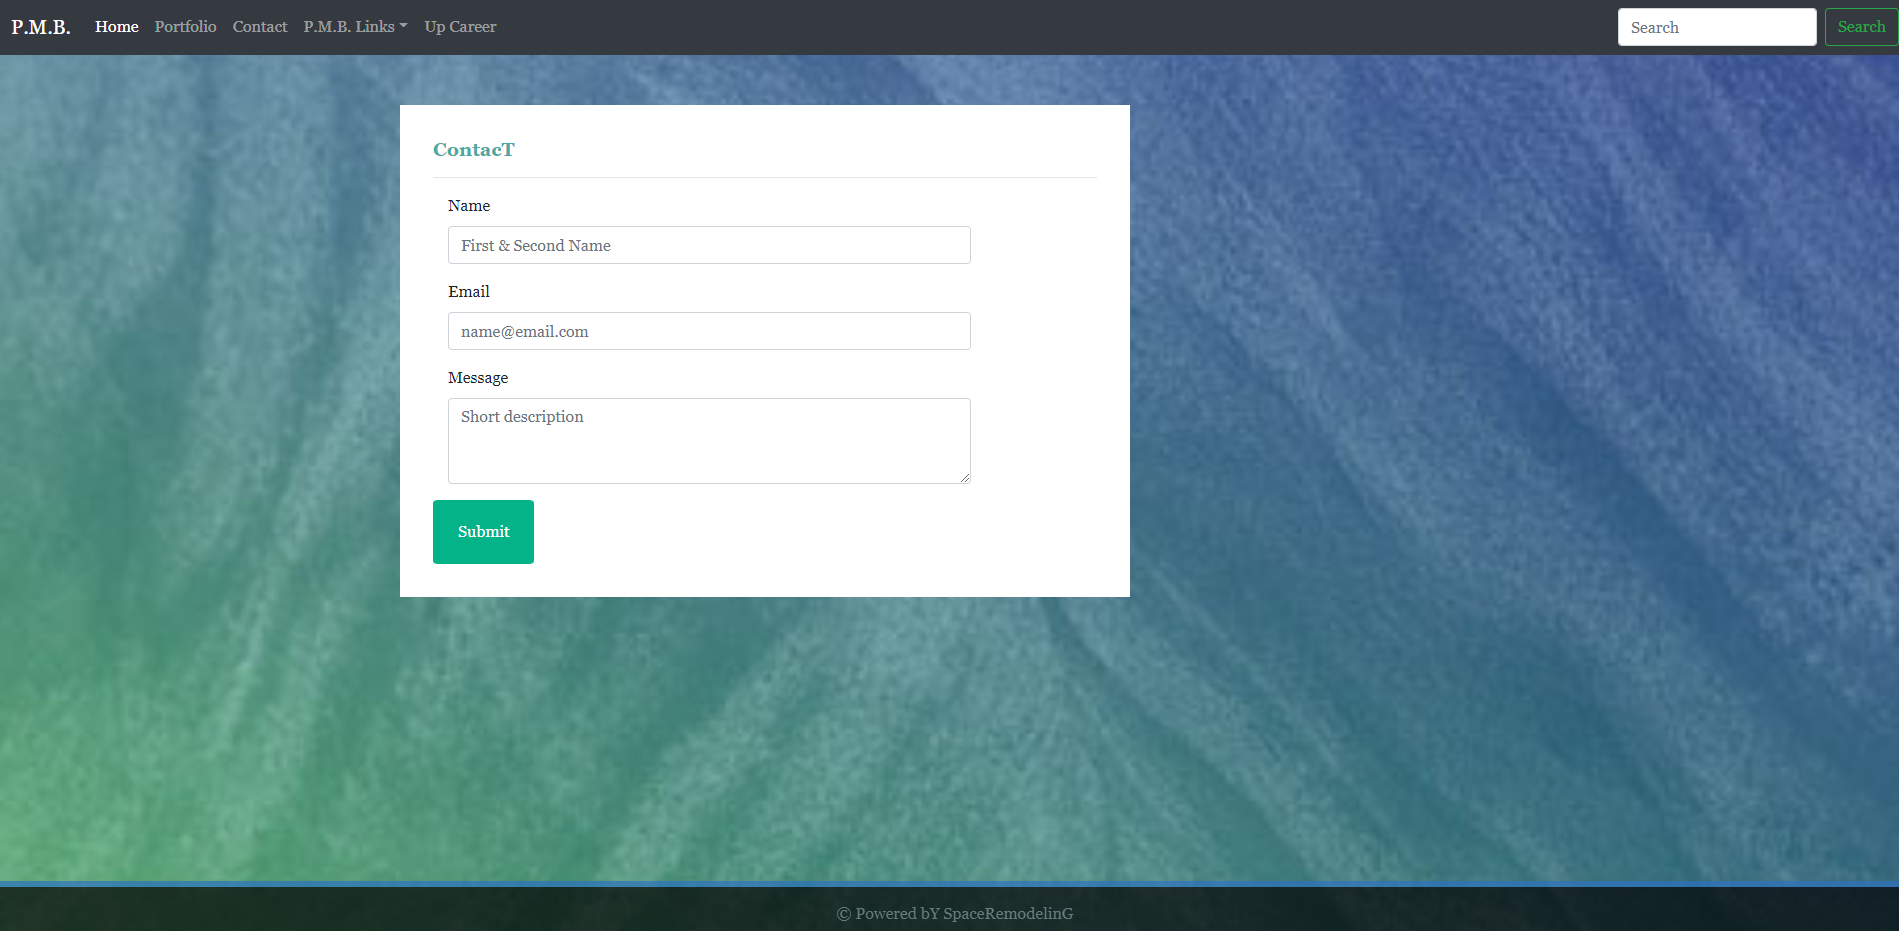 P.M.B. Home Portfolio Contact P.M.B. Links Up Career Search Search
ContacT
Name
First & Second Name
Email
name@email.com
Message
Short description
Submit
© Powered bY SpaceRemodelinG